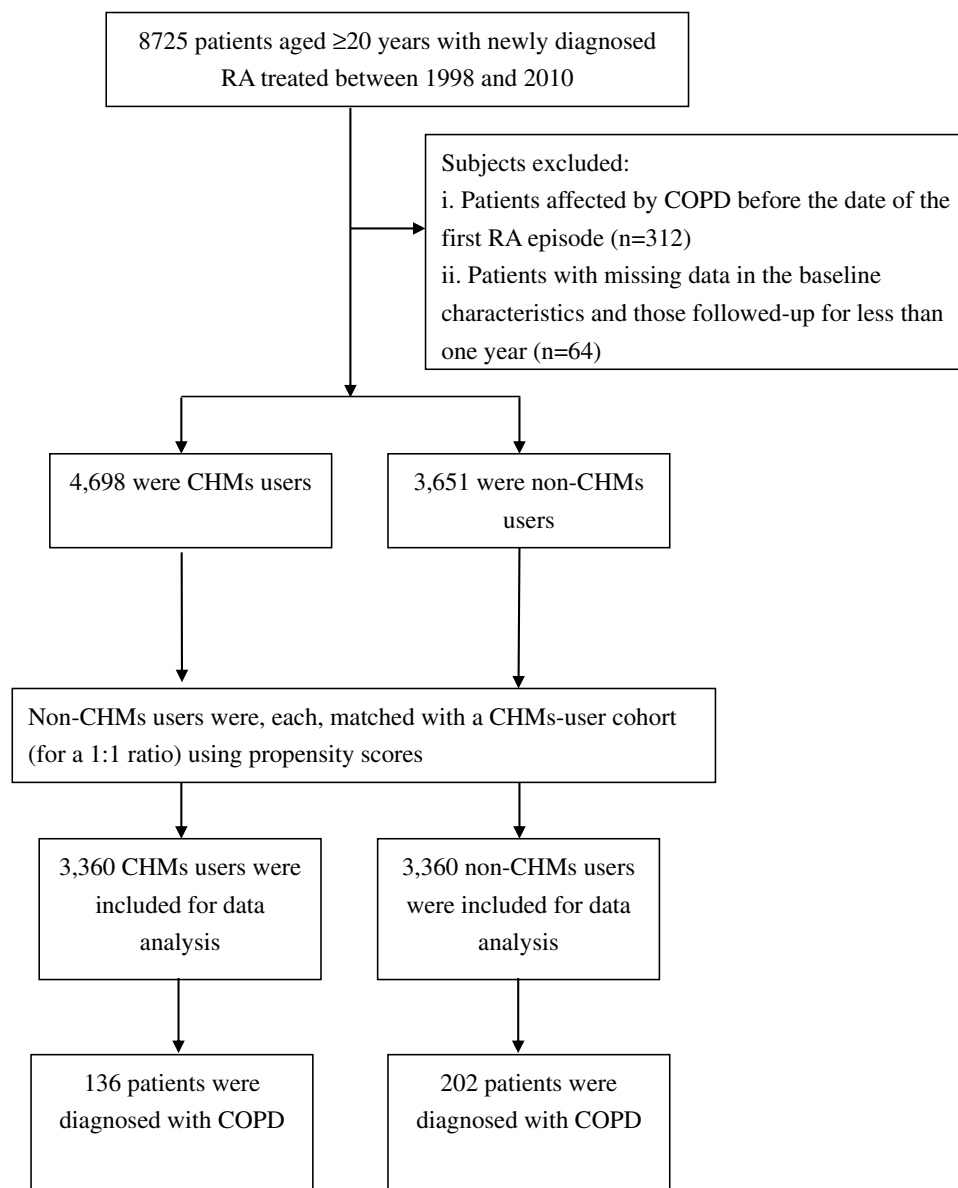 8725 patients aged ≥20 years with newly diagnosed
RA treated between 1998 and 2010
Subjects excluded:
i. Patients affected by COPD before the date of the
first RA episode (n=312)
ii. Patients with missing data in the baseline
characteristics and those followed-up for less than
one year (n=64)
4,698 were CHMs users
3,651 were non-CHMs
users
Non-CHMs users were, each, matched with a CHMs-user cohort
(for a 1:1 ratio) using propensity scores
3,360 CHMs users were
included for data
analysis
3,360 non-CHMs users
were included for data
analysis
136 patients were
diagnosed with COPD
202 patients were
diagnosed with COPD